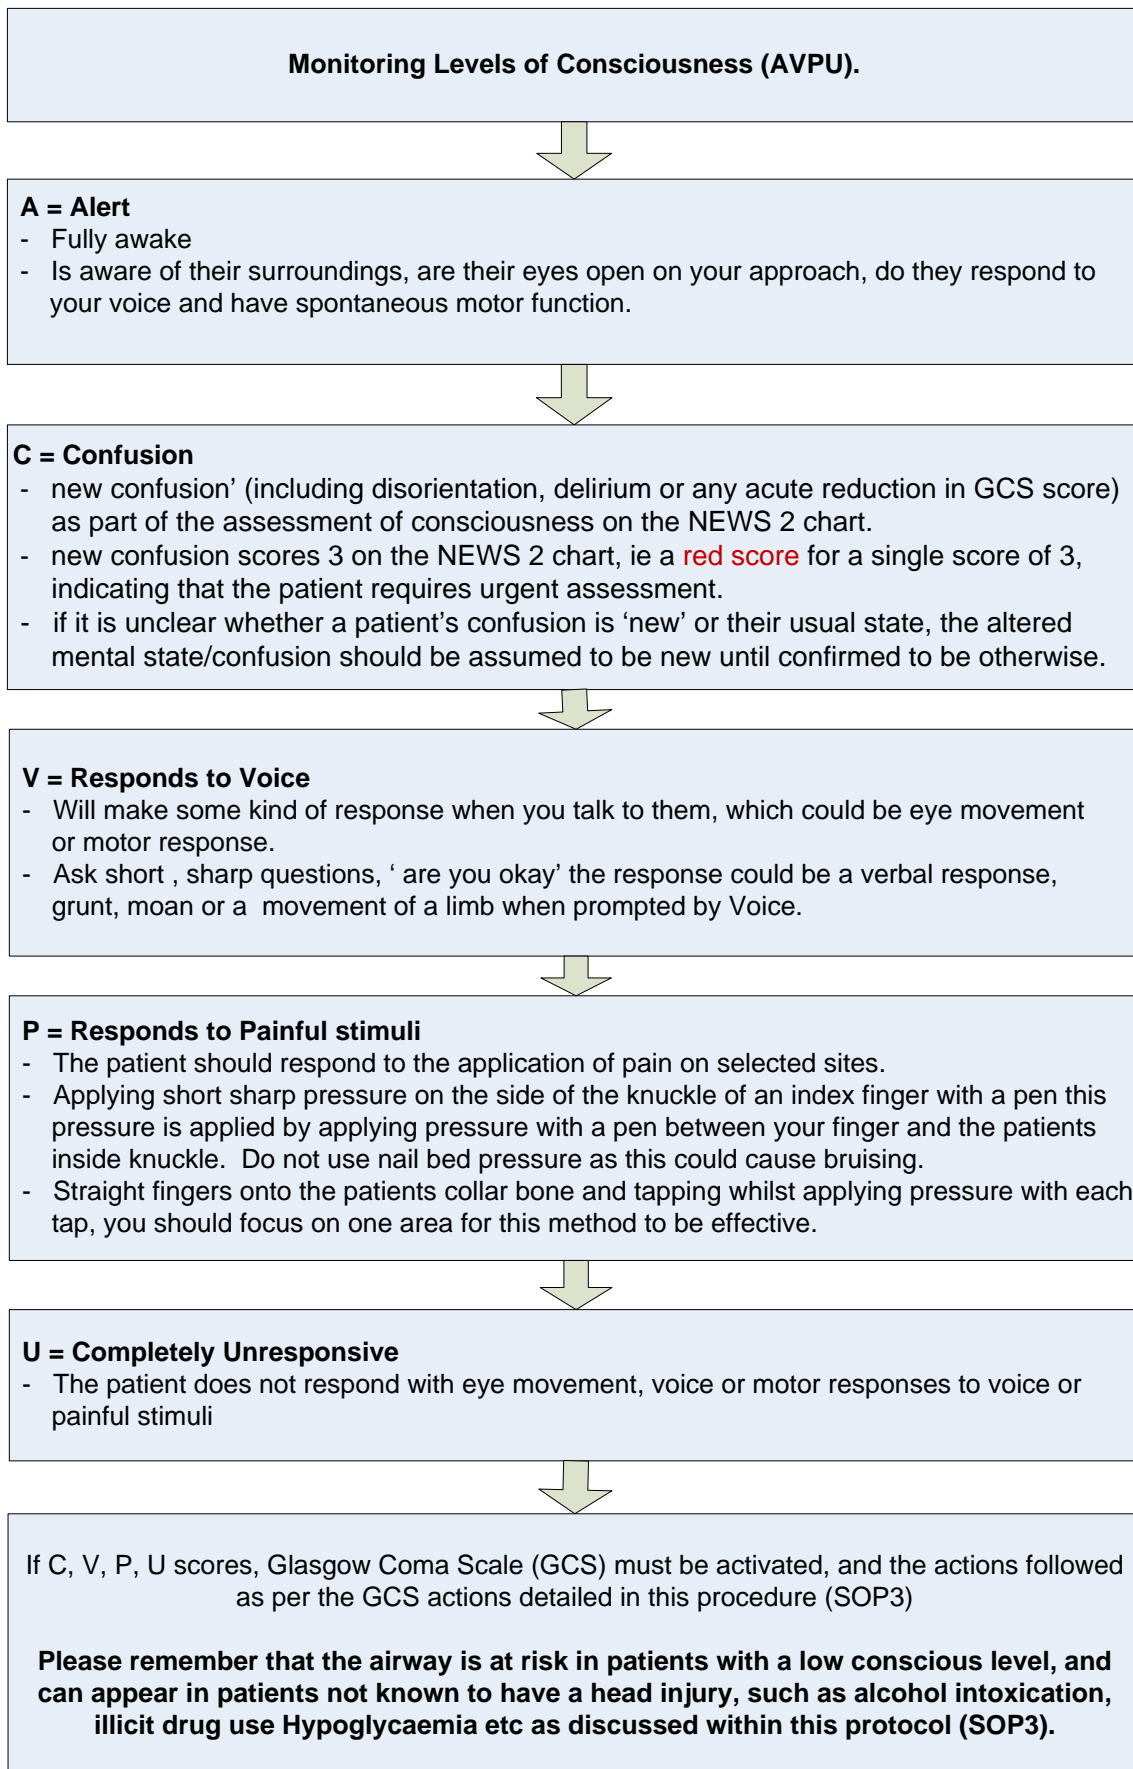 Monitoring Levels of Consciousness (AVPU).
A = Alert
- Fully awake
- Is aware of their surroundings, are their eyes open on your approach, do they respond to
your voice and have spontaneous motor function.
C = Confusion
- new confusion’ (including disorientation, delirium or any acute reduction in GCS score)
as part of the assessment of consciousness on the NEWS 2 chart.
- new confusion scores 3 on the NEWS 2 chart, ie a red score for a single score of 3,
indicating that the patient requires urgent assessment.
- if it is unclear whether a patient’s confusion is ‘new’ or their usual state, the altered
mental state/confusion should be assumed to be new until confirmed to be otherwise.
V = Responds to Voice
- Will make some kind of response when you talk to them, which could be eye movement
or motor response.
- Ask short , sharp questions, ‘ are you okay’ the response could be a verbal response,
grunt, moan or a movement of a limb when prompted by Voice.
P = Responds to Painful stimuli
- The patient should respond to the application of pain on selected sites.
- Applying short sharp pressure on the side of the knuckle of an index finger with a pen this
pressure is applied by applying pressure with a pen between your finger and the patients
inside knuckle. Do not use nail bed pressure as this could cause bruising.
- Straight fingers onto the patients collar bone and tapping whilst applying pressure with each
tap, you should focus on one area for this method to be effective.
U = Completely Unresponsive
- The patient does not respond with eye movement, voice or motor responses to voice or
painful stimuli
If C, V, P, U scores, Glasgow Coma Scale (GCS) must be activated, and the actions followed
as per the GCS actions detailed in this procedure (SOP3)
Please remember that the airway is at risk in patients with a low conscious level, and
can appear in patients not known to have a head injury, such as alcohol intoxication,
illicit drug use Hypoglycaemia etc as discussed within this protocol (SOP3).